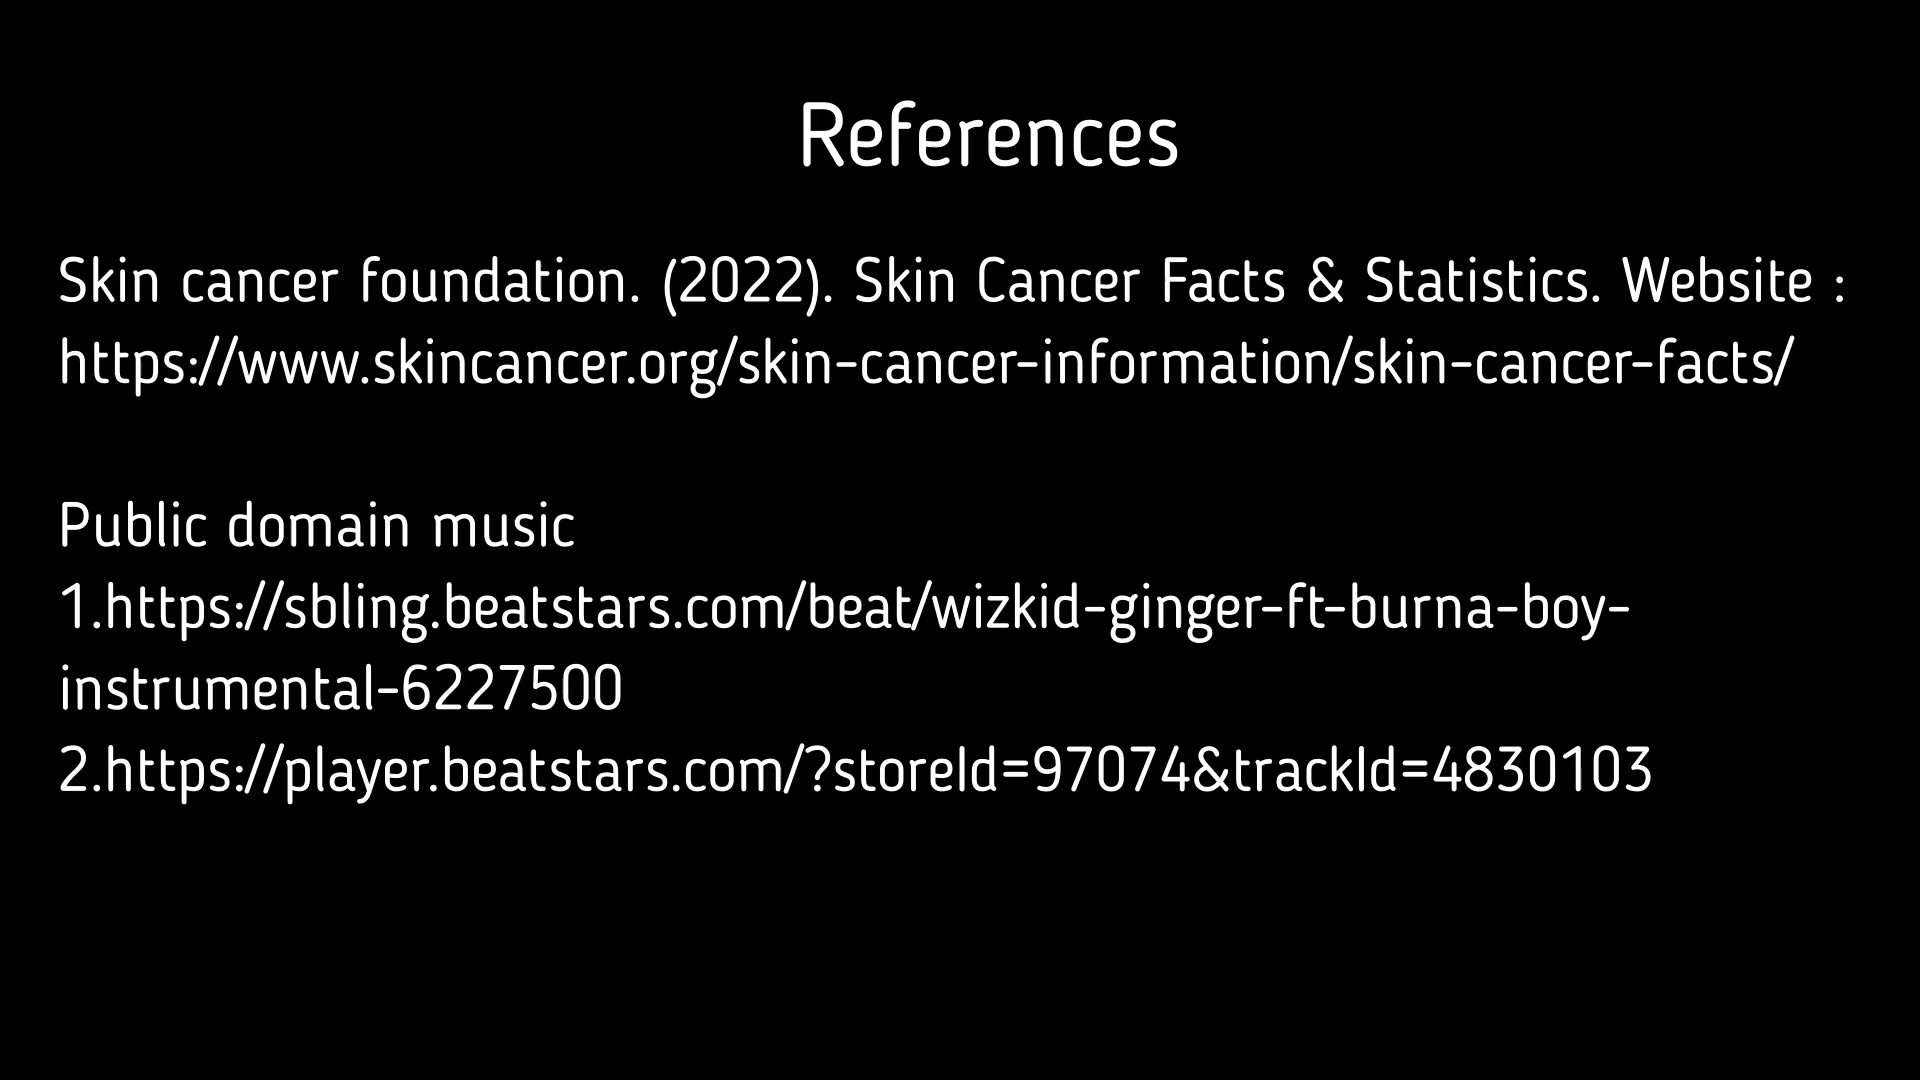 References
Skin cancer foundation. (2022). Skin Cancer Facts & Statistics. Website :
https://www.skincancer.org/skin-cancer-information/skin-cancer-facts/
Public domain music
1.https://sbling.beatstars.com/beat/wizkid-ginger-ft-burna-boy-
instrumental-6227500
2.https://player.beatstars.com/?storeId=97074&trackId=4830103